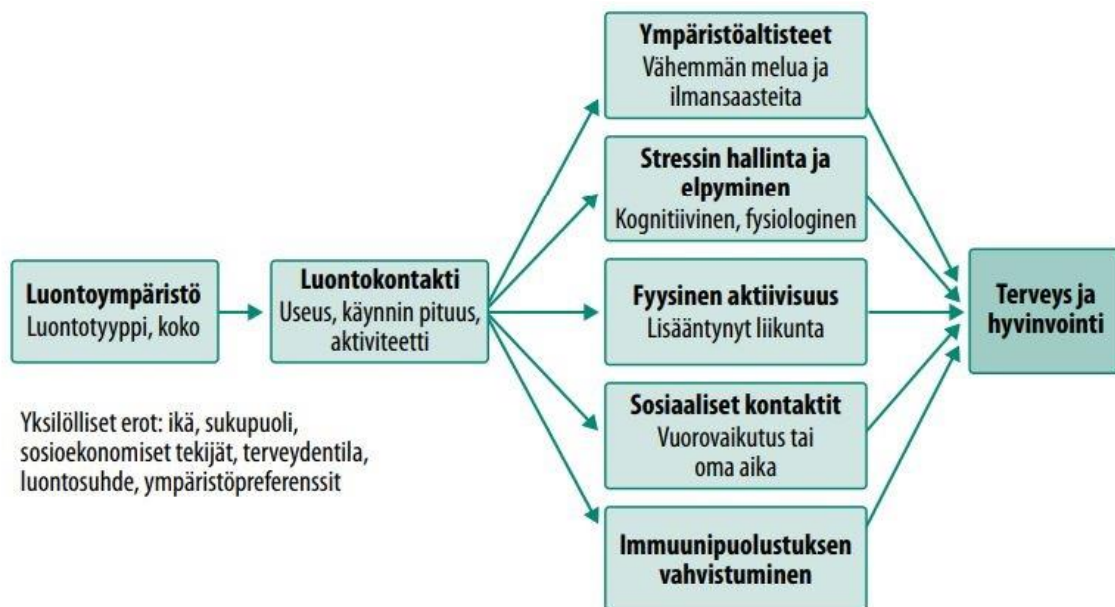 Luontoympäristö
Luontotyyppi, koko
Luontokontakti
Useus, käynnin pituus,
aktiviteetti
Ympäristöaltisteet
Vähemmän melua ja
ilmansaasteita
Stressin hallinta ja
elpyminen
Kognitiivinen, fysiologinen
Fyysinen aktiivisuus
Lisääntynyt liikunta
Sosiaaliset kontaktit
Vuorovaikutus tai
oma aika
Immuunipuolustuksen
vahvistuminen
Terveys ja
hyvinvointi
Yksilölliset erot: ikä, sukupuoli,
sosioekonomiset tekijät, terveydentila,
luontosuhde, ympäristöpreferenssit